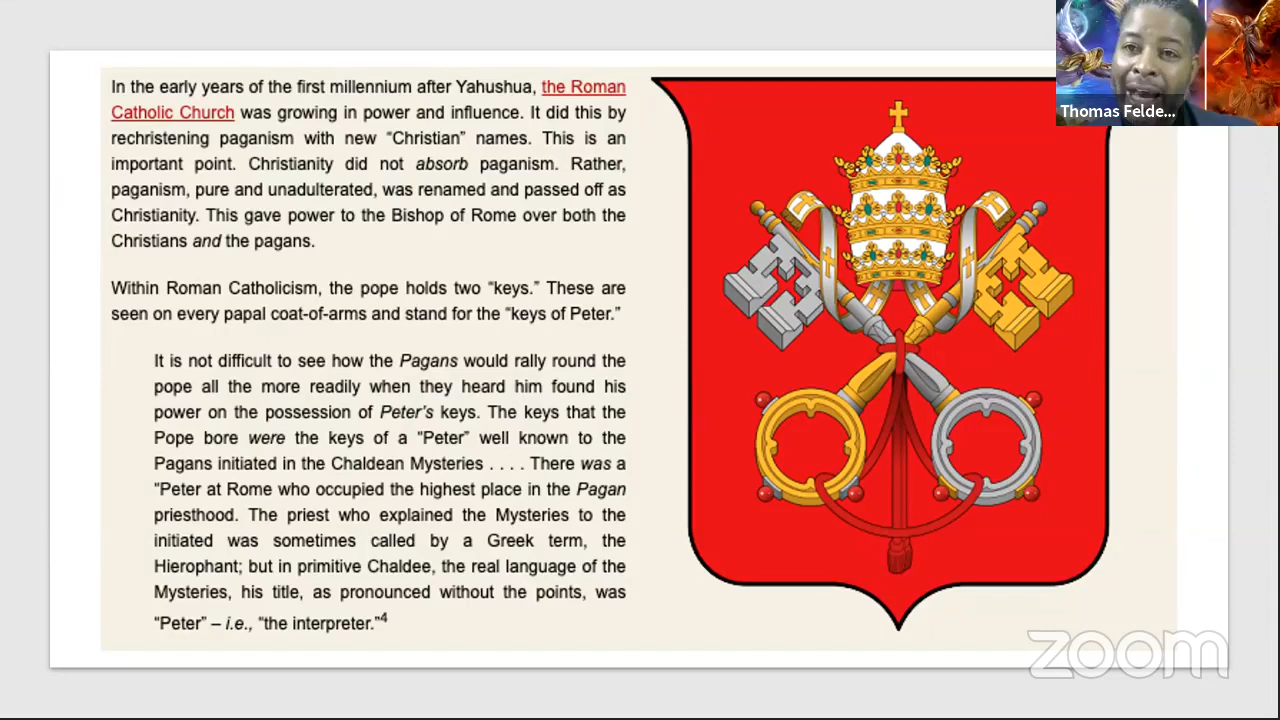 In the early years of the first millennium after Yahushua, the Roman
Catholic Church was growing in power and influence. It did this by
rechristening paganism with new “Christian” names. This is an
important point. Christianity did not absorb paganism. Rather,
paganism, pure and unadulterated, was renamed and passed off as
Christianity. This gave power to the Bishop of Rome over both the
Christians and the pagans.
Within Roman Catholicism, the pope holds two “keys.” These are
seen on every papal coat-of-arms and stand for the “keys of Peter.”
It is not difficult to see how the Pagans would rally round the
pope all the more readily when they heard him found his
power on the possession of Peter’s keys. The keys that the
Pope bore were the keys of a “Peter” well known to the
Pagans initiated in the Chaldean Mysteries . . . . There was a
“Peter at Rome who occupied the highest place in the Pagan
priesthood. The priest who explained the Mysteries to the
initiated was sometimes called by a Greek term, the
Hierophant; but in primitive Chaldee, the real language of the
Mysteries, his title, as pronounced without the points, was
“Peter” – i.e., “the interpreter.”4
Thomas Felde...
zoom